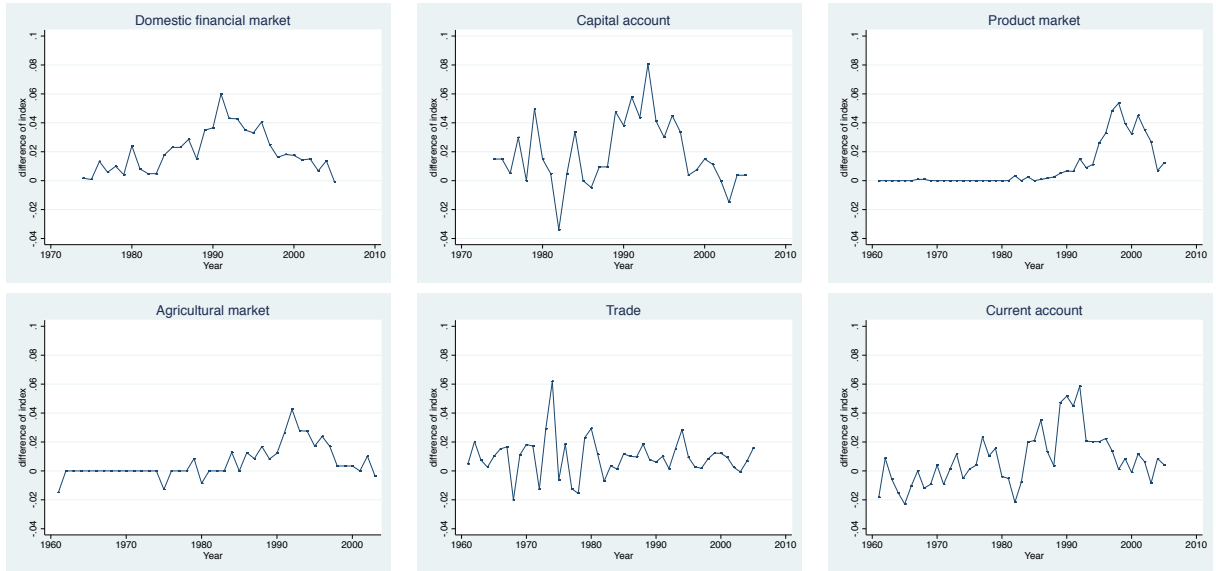 Domestic financial market
difference of index
-.04 -.02 0 .02 .04 .06 .08 .1
1970 1980 1990 2000 2010
Year
Capital account
difference of index
-.04 -.02 0 .02 .04 .06 .08 .1
1970 1980 1990 2000 2010
Year
Product market
difference of index
-.04 -.02 0 .02 .04 .06 .08 .1
1960 1970 1980 1990 2000 2010
Year
Agricultural market
difference of index
-.04 -.02 0 .02 .04 .06 .08 .1
1960 1970 1980 1990 2000
Year
Trade
difference of index
-.04 -.02 0 .02 .04 .06 .08 .1
1960 1970 1980 1990 2000 2010
Year
Current account
difference of index
-.04 -.02 0 .02 .04 .06 .08 .1
1960 1970 1980 1990 2000 2010
Year